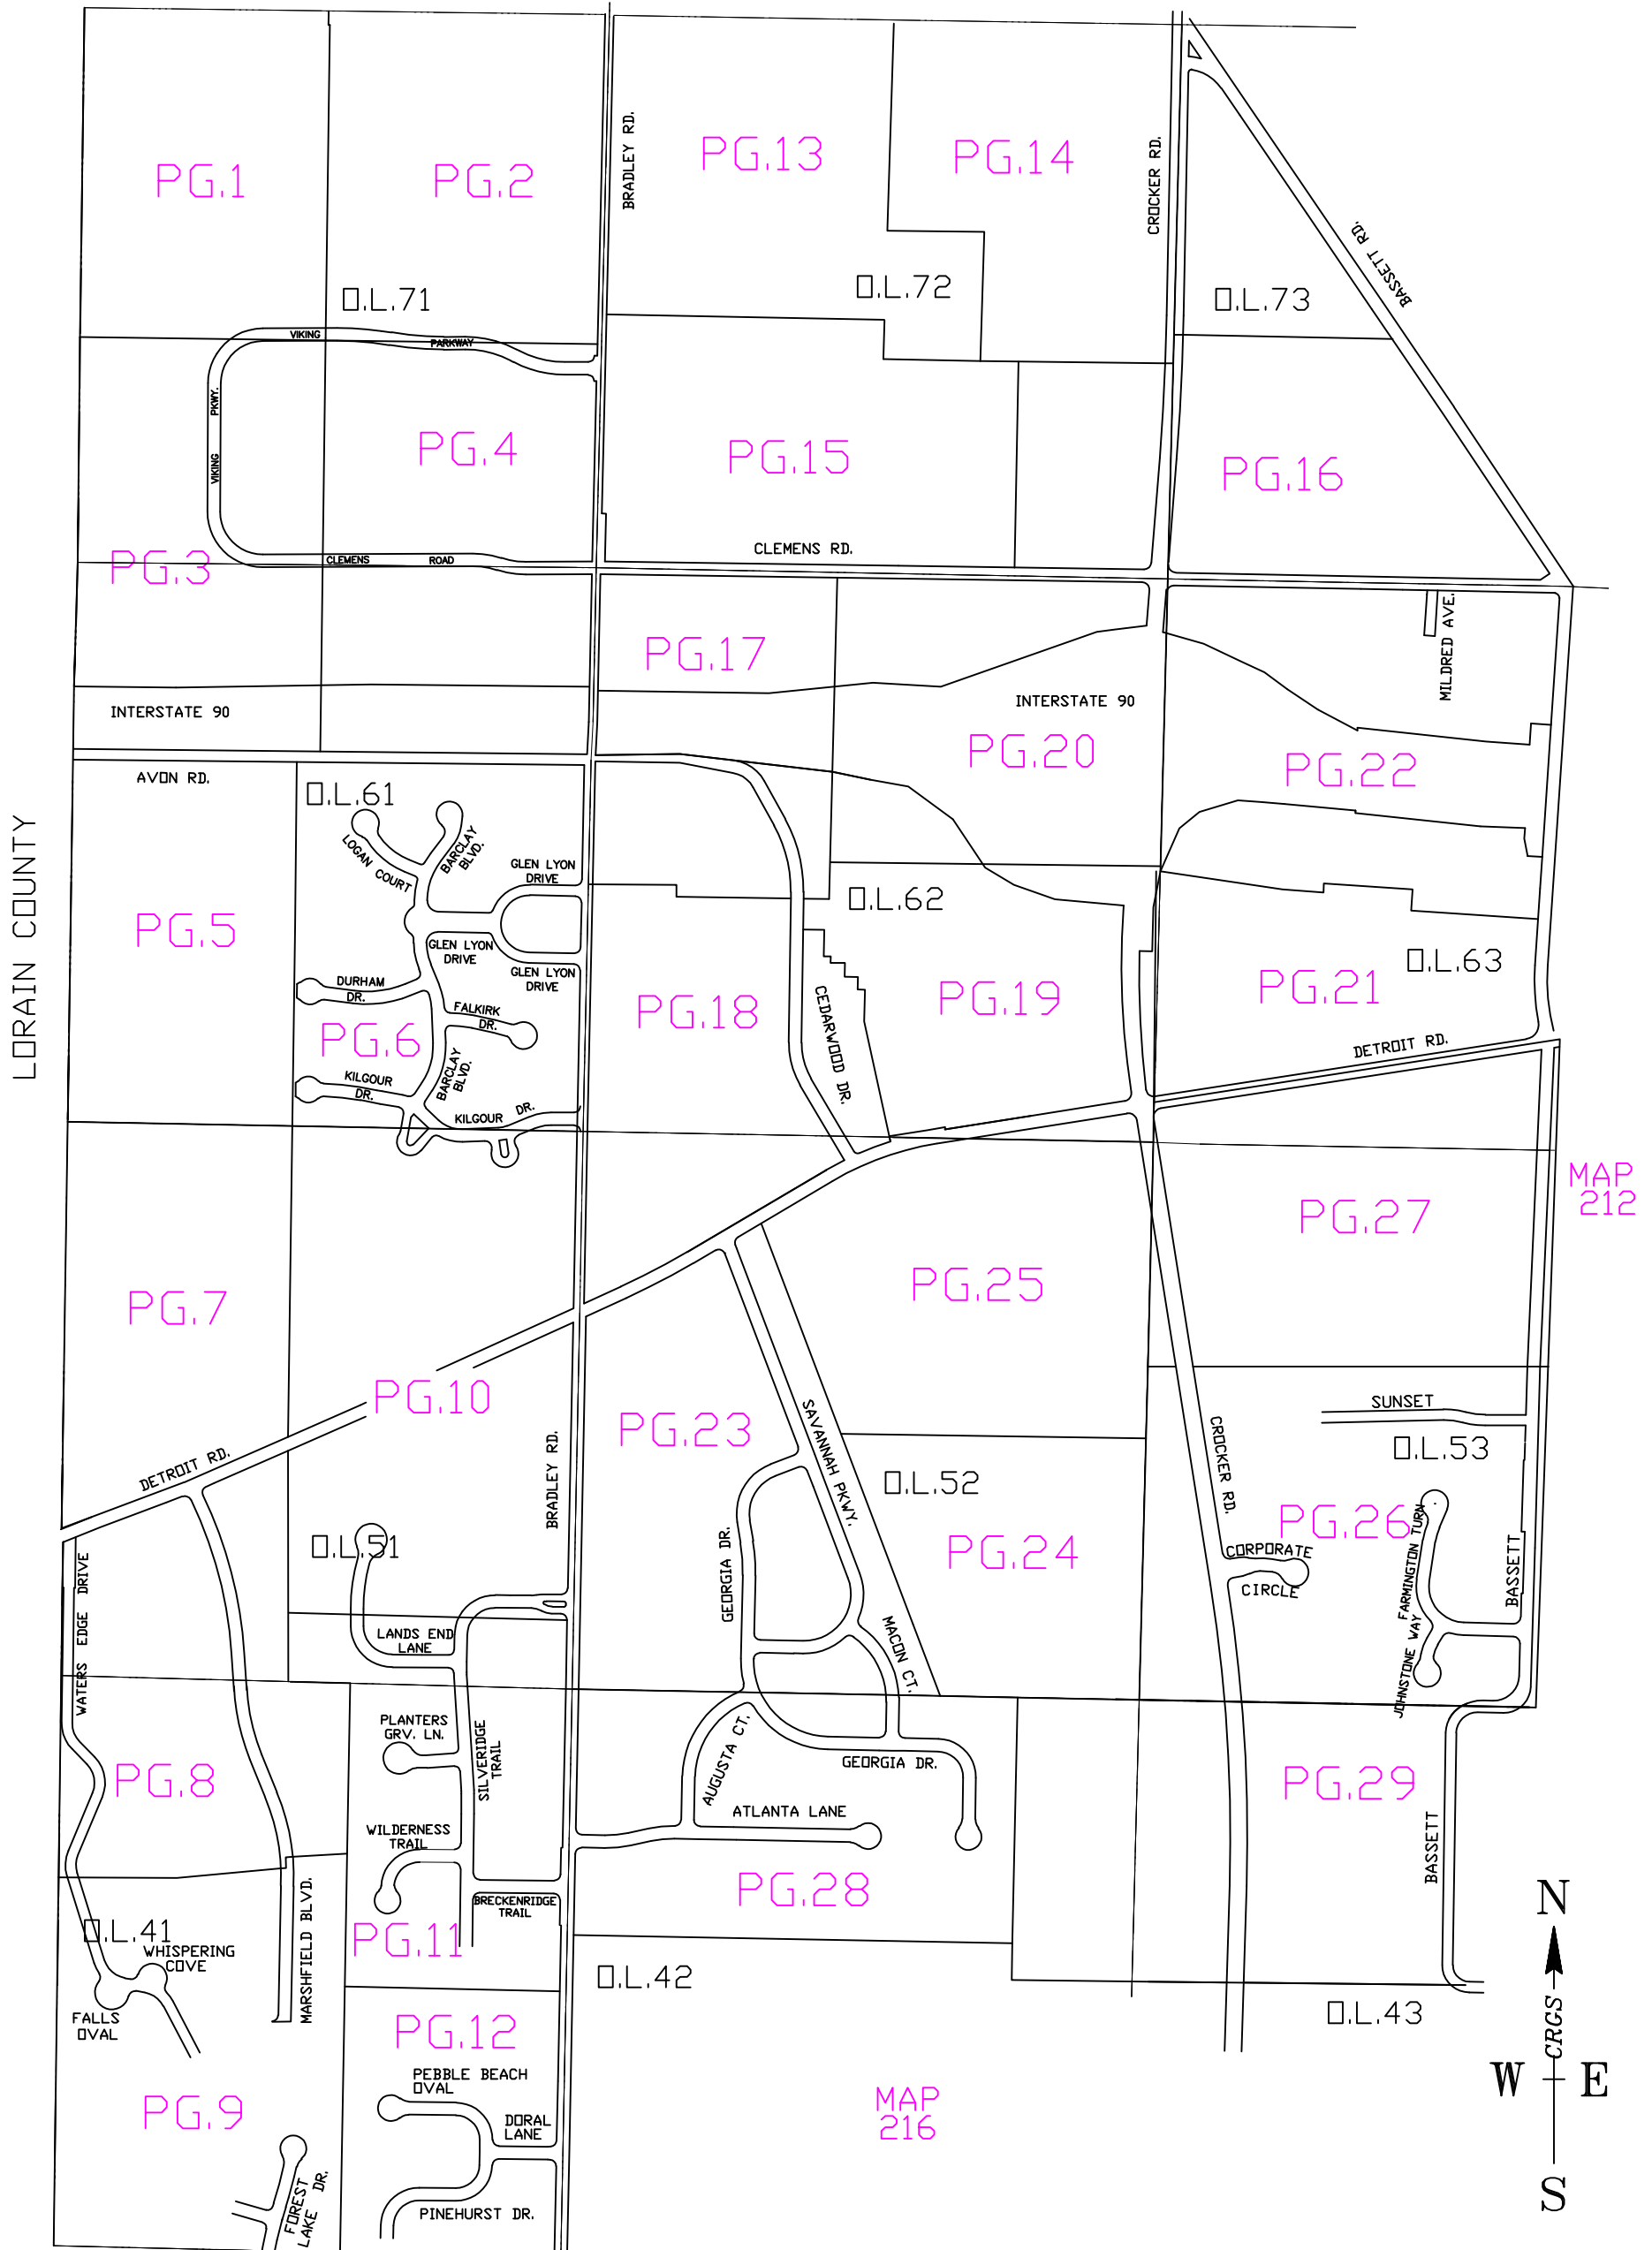 BRADLEY RD.
PG.13
PG.14
CROCKER RD.
PG.1
PG.2
BASSETT RD.
O.L.71
O.L.72
O.L.73
VIKING
PARKWAY
PKWY.
VIKING
PG.4
PG.15
PG.16
CLEMENS RD.
PG.3
CLEMENS
ROAD
MILDRED AVE.
PG.17
INTERSTATE 90
INTERSTATE 90
PG.20
PG.22
AVON RD.
O.L.61
LORAIN COUNTY
LOGAN COURT
BARCLAY
BLVD.
GLEN LYON
DRIVE
O.L.62
PG.5
GLEN LYON
DRIVE
GLEN LYON
DRIVE
O.L.63
DURHAM
DR.
PG.18
CEDARWOOD DR.
PG.19
PG.21
FALKIRK
DR.
PG.6
DETROIT RD.
KILGOUR
DR.
BARCLAY
BLVD.
KILGOUR
DR.
MAP
212
PG.27
PG.7
PG.25
PG.10
SUNSET
PG.23
SAVANNAH PKWY.
CROCKER RD.
O.L.53
DETROIT RD.
BRADLEY RD.
O.L.52
PG.26
O.L.51
PG.24
CORPORATE
CIRCLE
FARMINGTON TURN
BASSETT
WATERS EDGE DRIVE
GEORGIA DR.
LANDS END
LANE
MACON CT.
JOHNSTONE WAY
PLANTERS
GRV. LN.
SILVERIDGE
TRAIL
AUGUSTA CT.
GEORGIA DR.
PG.8
PG.29
ATLANTA LANE
WILDERNESS
TRAIL
BASSETT
PG.28
BRECKENRIDGE
TRAIL
MARSHFIELD BLVD.
O.L.41
PG.11
WHISPERING
COVE
O.L.42
FALLS
OVAL
PG.12
O.L.43
PEBBLE BEACH
OVAL
PG.9
DORAL
LANE
MAP
216
FOREST
LAKE DR.
PINEHURST DR.
N
CRGS
W
E
S